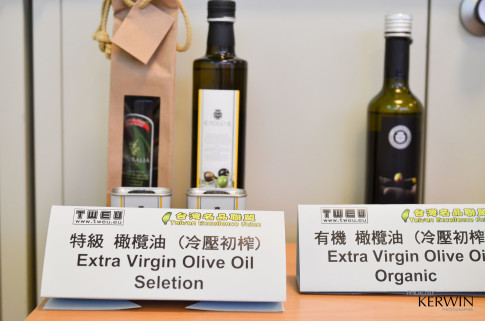 TWEU
www.tweu.eu
台灣名品聯盟
Taiwan Excellence Union
特級 橄欖油 (冷壓初榨)
Extra Virgin Olive Oil
Seletion
TWEU
www.tweu.eu
台灣名品聯盟
有機 橄欖油 (冷壓初榨
Extra Virgin Olive Oi
Organic
KERWIN